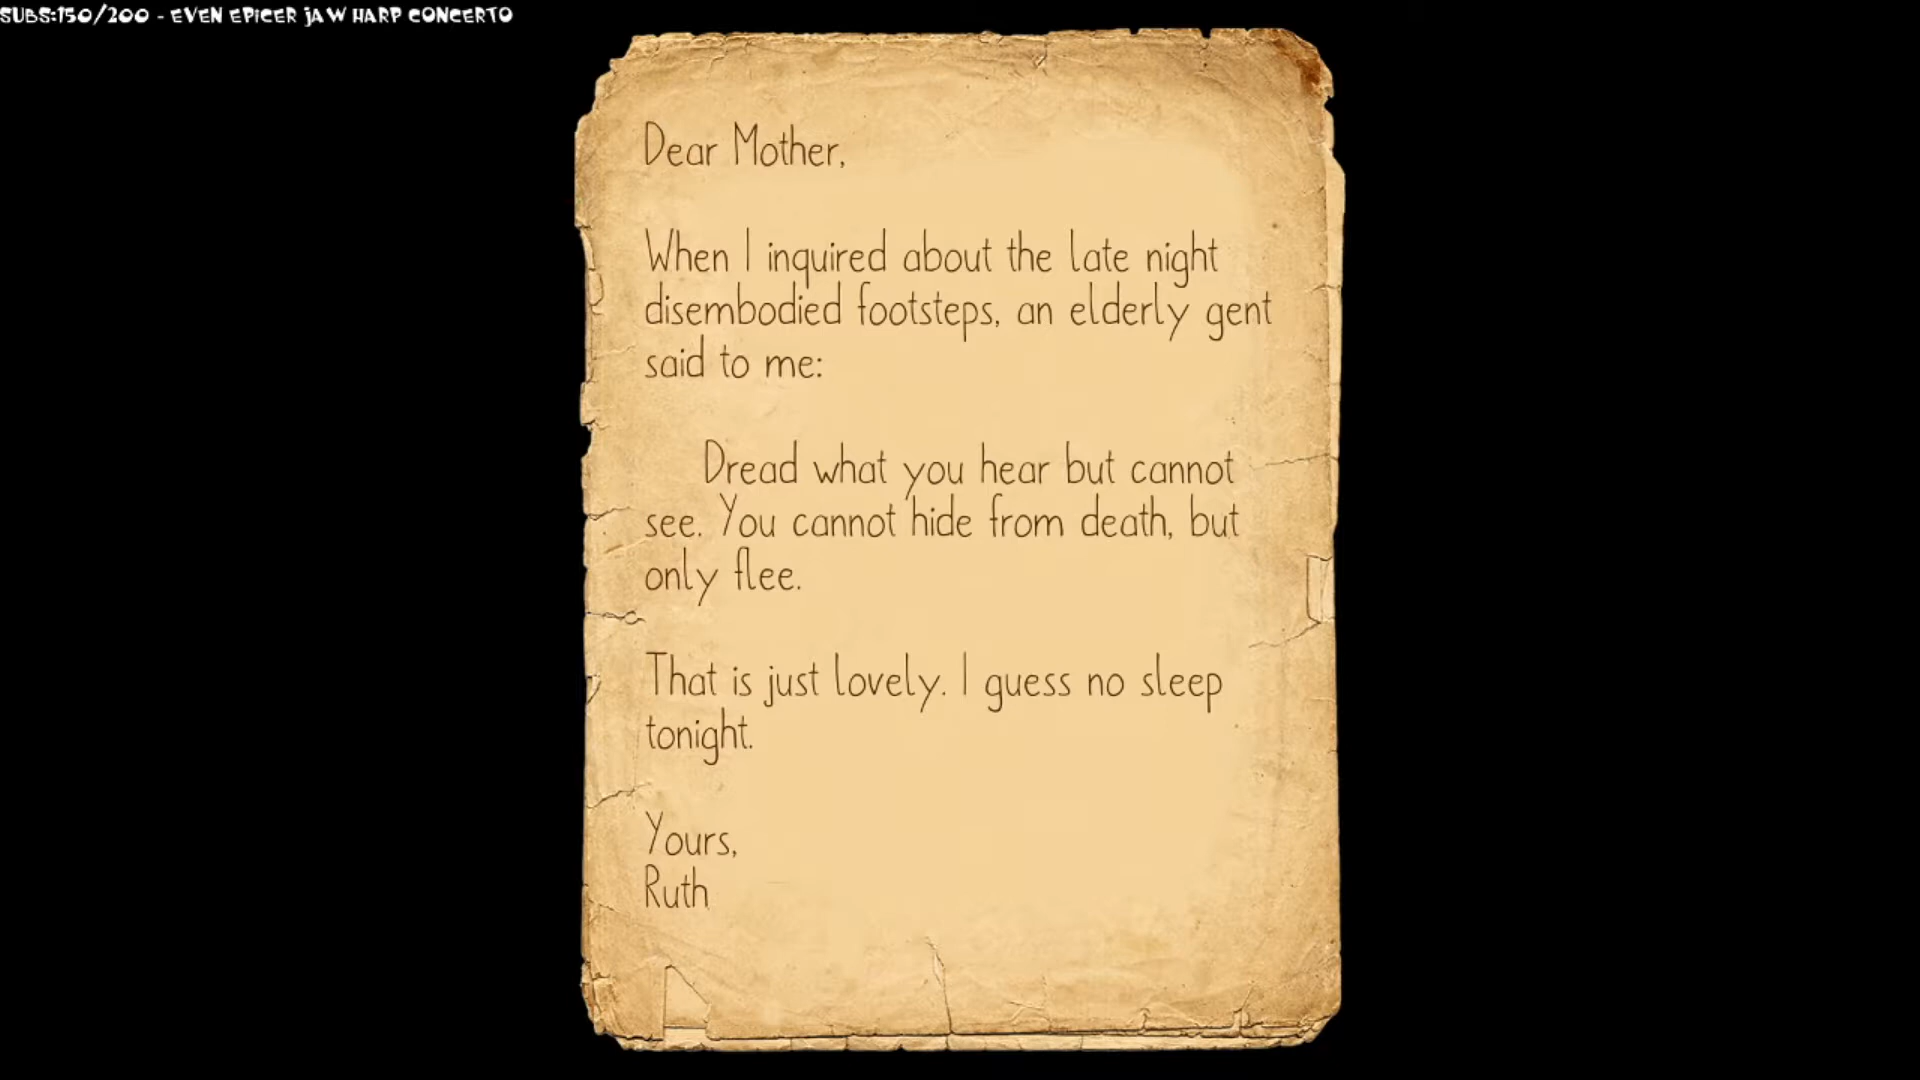 SUBS:150/200 - EVEN EPICER JAW HARP CONCERTO
Dear Mother,
When I inquired about the late night
disembodied footsteps, an elderly gent
said to me:
Dread what you hear but cannot
see. You cannot hide from death, but
only flee.
That is just lovely. I guess no sleep
tonight.
Yours,
Ruth